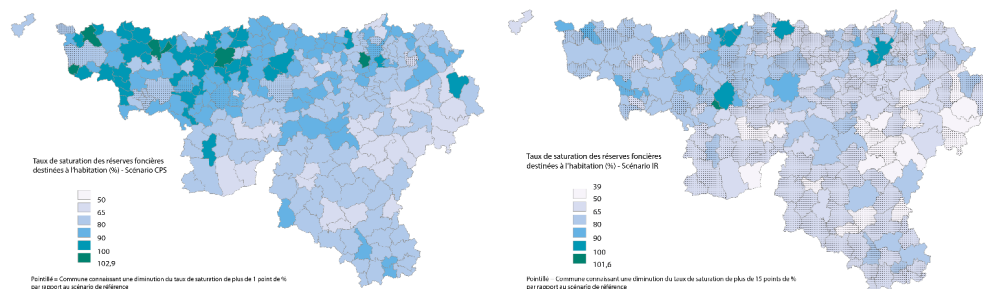 Taux de saturation des réserves foncières
destinées à l'habitation (%) - Scénario CPS
50
65
80
90
100
102,9
Pointillé = Commune connaissant une diminution du taux de saturation de plus de 1 point de %
par rapport au scénario de référence
Taux de saturation des réserves foncières
destinées à l'habitation (%) - Scénario IR
39
50
65
80
90
100
101,6
Pointillé = Commune connaissant une diminution du taux de saturation de plus de 15 points de %
par rapport au scénario de référence